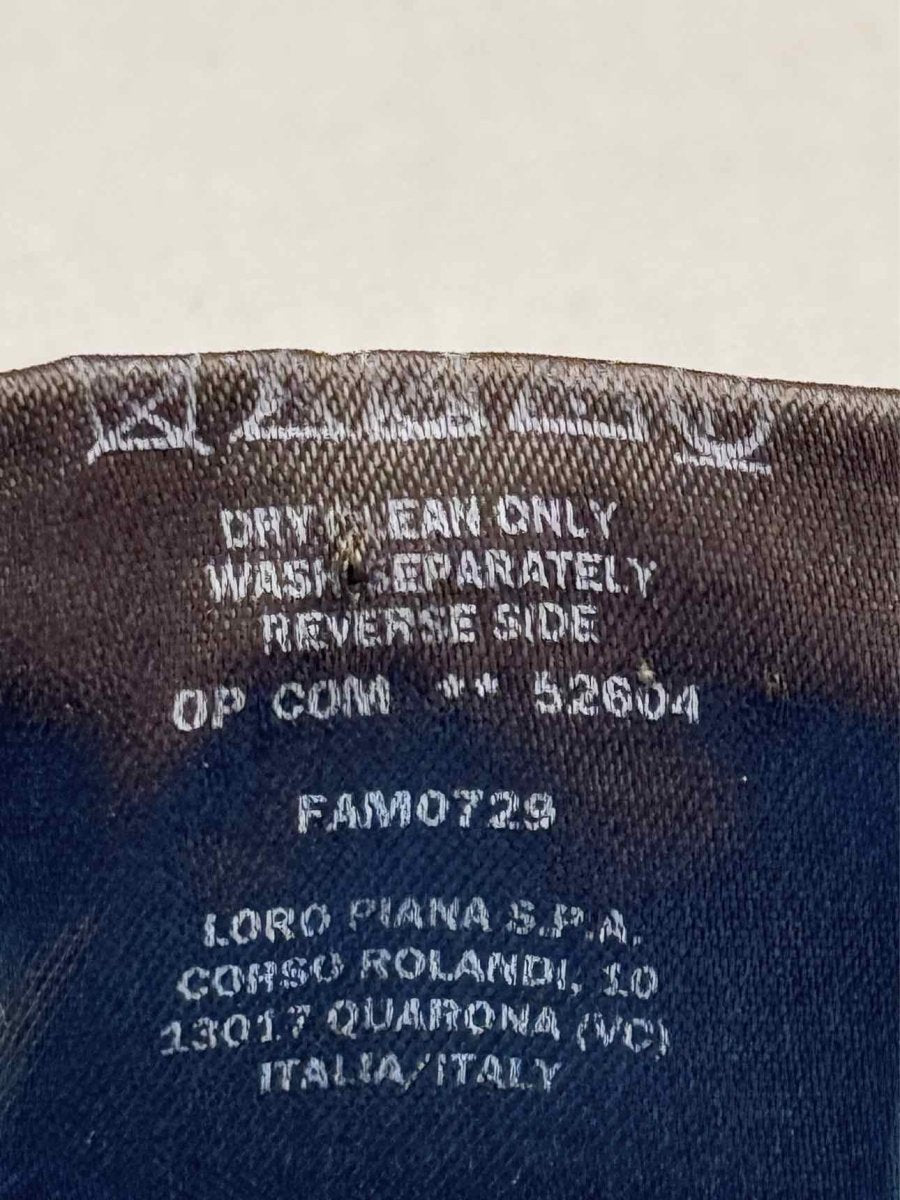 DRY CLEAN ONLY
WASH SEPARATELY
REVERSE SIDE
OP COM ** 52604
FAM0729
LORO PIANA S.P.A.
CORSO ROLANDI, 10
13017 QUARONA (VC)
ITALIA/ITALY